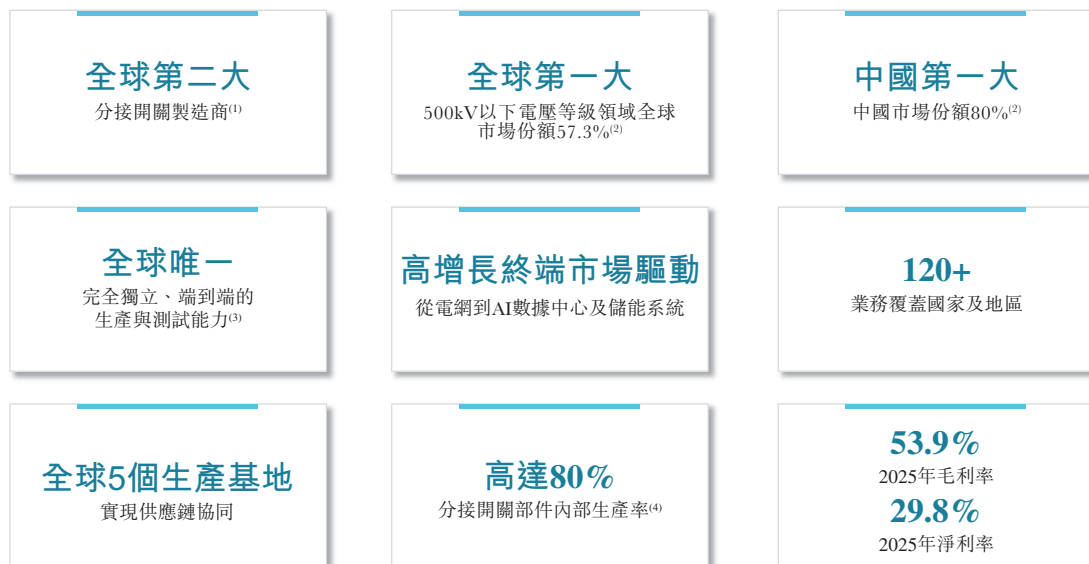 全球第二大
分接開關製造商(1)
全球第一大
500kV以下電壓等級領域全球
市場份額57.3%(2)
中國第一大
中國市場份額80%(2)
全球唯一
完全獨立、端到端的
生產與測試能力(3)
高增長終端市場驅動
從電網到AI數據中心及儲能系統
120+
業務覆蓋國家及地區
全球5個生產基地
實現供應鏈協同
高達80%
分接開關部件內部生產率(4)
53.9%
2025年毛利率
29.8%
2025年淨利率